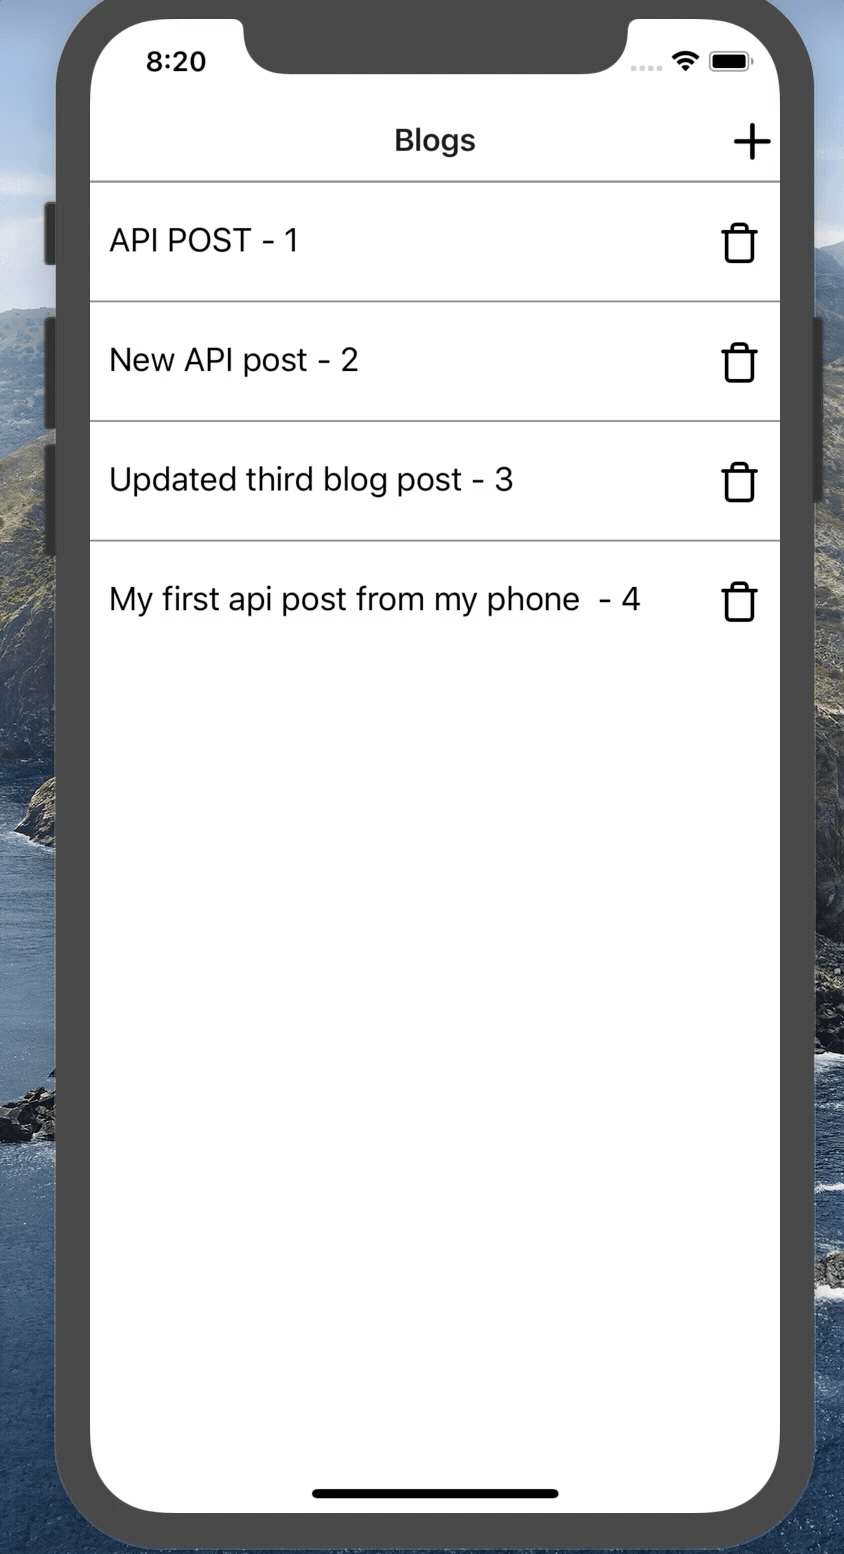 8:20
Blogs
API POST - 1
New API post - 2
Updated third blog post - 3
My first api post from my phone  - 4